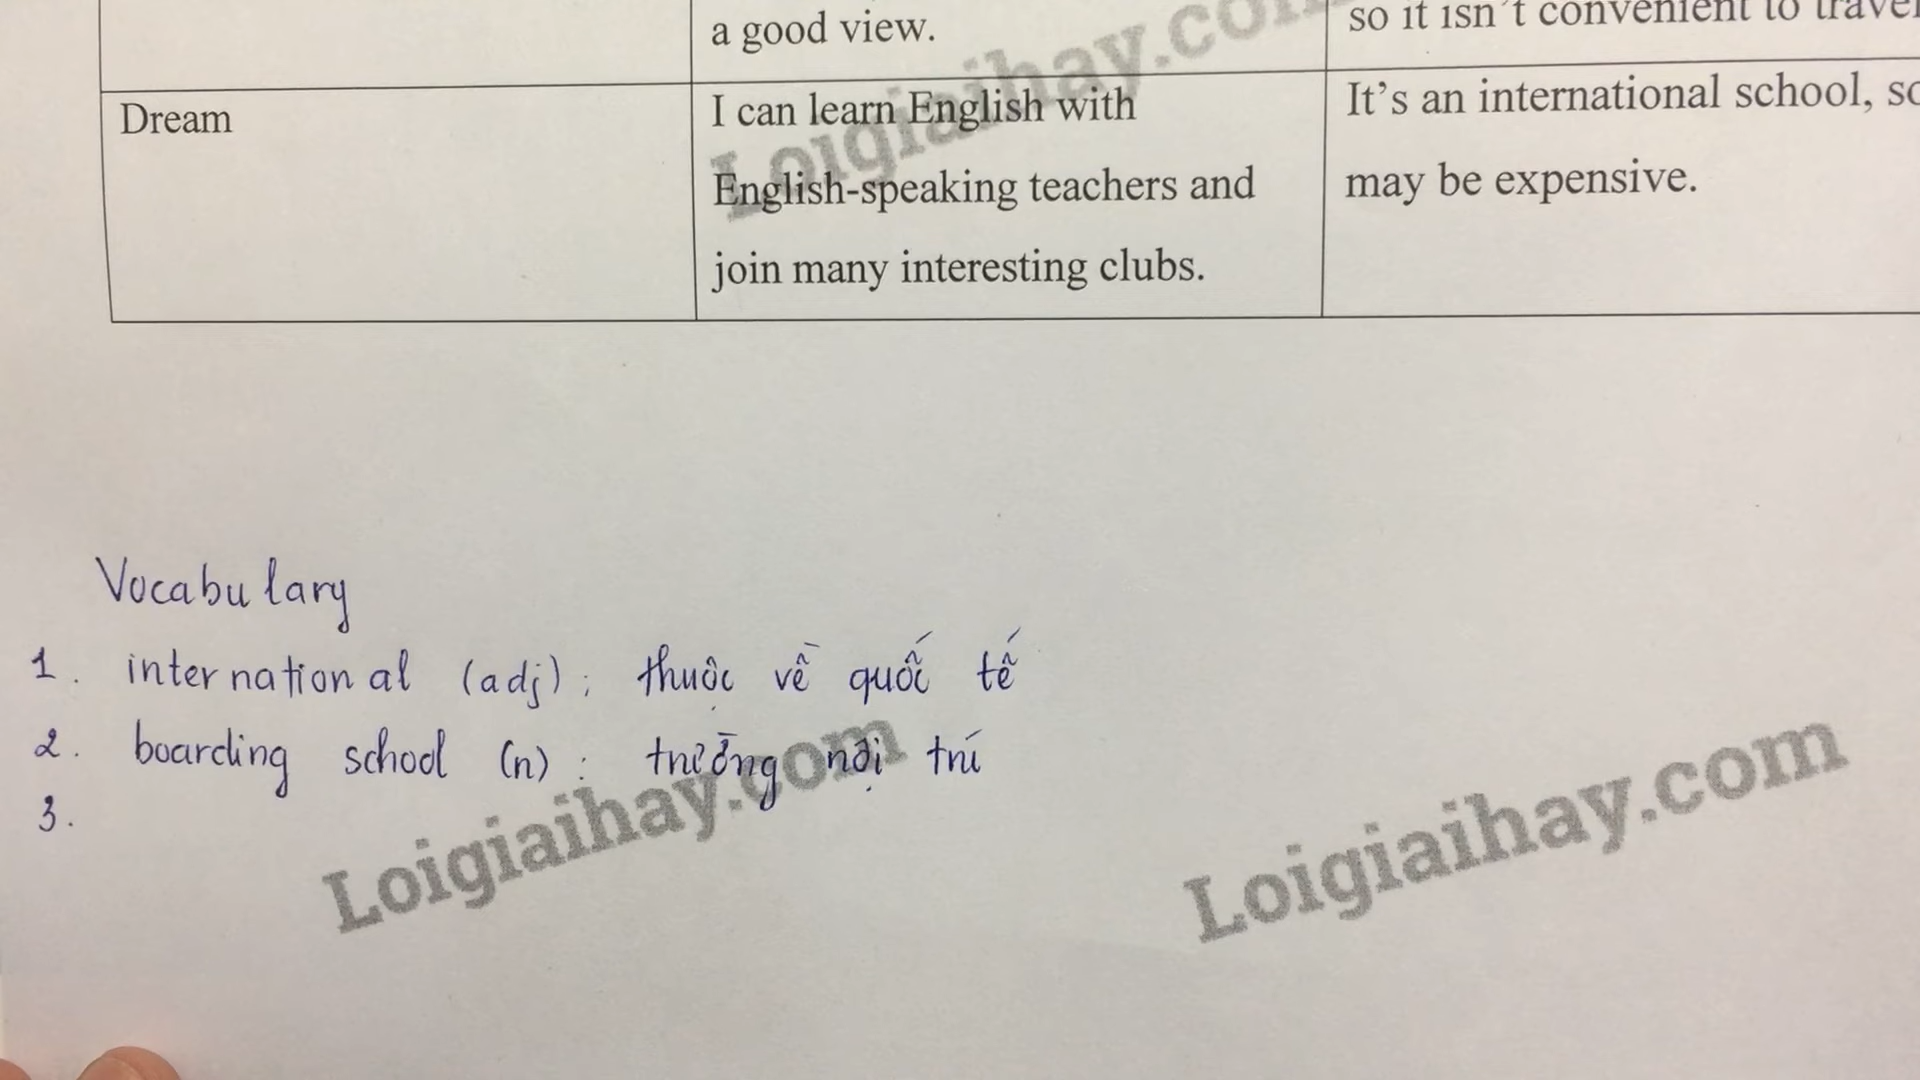 a good view.
so it isn't convenient to travel
Dream
I can learn English with
English-speaking teachers and
join many interesting clubs.
It's an international school, so
may be expensive.
Loigiaihay.com
Vocabulary
1. international (adj): thuộc về quốc tế
2. boarding school (n): trường nội trú
3.
Loigiaihay.com
Loigiaihay.com